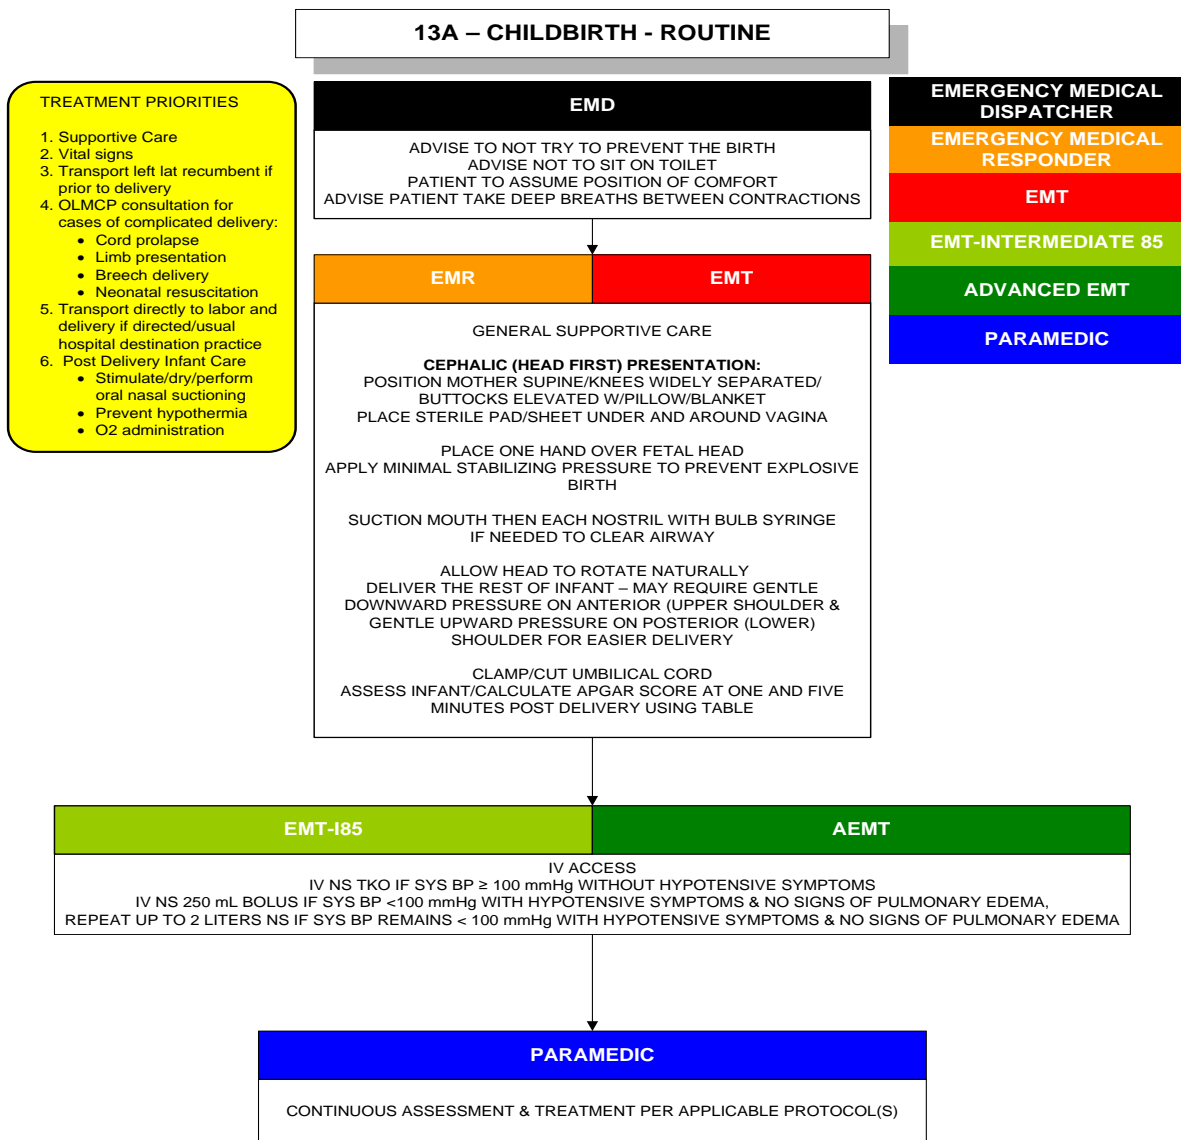 13A – CHILDBIRTH - ROUTINE
TREATMENT PRIORITIES
1. Supportive Care
2. Vital signs
3. Transport left lat recumbent if
prior to delivery
4. OLMCP consultation for
cases of complicated delivery:
• Cord prolapse
• Limb presentation
• Breech delivery
• Neonatal resuscitation
5. Transport directly to labor and
delivery if directed/usual
hospital destination practice
6. Post Delivery Infant Care
• Stimulate/dry/perform
oral nasal suctioning
• Prevent hypothermia
• O2 administration
EMD
ADVISE TO NOT TRY TO PREVENT THE BIRTH
ADVISE NOT TO SIT ON TOILET
PATIENT TO ASSUME POSITION OF COMFORT
ADVISE PATIENT TAKE DEEP BREATHS BETWEEN CONTRACTIONS
EMERGENCY MEDICAL
DISPATCHER
EMERGENCY MEDICAL
RESPONDER
EMT
EMT-INTERMEDIATE 85
ADVANCED EMT
PARAMEDIC
EMR
EMT
GENERAL SUPPORTIVE CARE
CEPHALIC (HEAD FIRST) PRESENTATION:
POSITION MOTHER SUPINE/KNEES WIDELY SEPARATED/
BUTTOCKS ELEVATED W/PILLOW/BLANKET
PLACE STERILE PAD/SHEET UNDER AND AROUND VAGINA
PLACE ONE HAND OVER FETAL HEAD
APPLY MINIMAL STABILIZING PRESSURE TO PREVENT EXPLOSIVE
BIRTH
SUCTION MOUTH THEN EACH NOSTRIL WITH BULB SYRINGE
IF NEEDED TO CLEAR AIRWAY
ALLOW HEAD TO ROTATE NATURALLY
DELIVER THE REST OF INFANT – MAY REQUIRE GENTLE
DOWNWARD PRESSURE ON ANTERIOR (UPPER SHOULDER &
GENTLE UPWARD PRESSURE ON POSTERIOR (LOWER)
SHOULDER FOR EASIER DELIVERY
CLAMP/CUT UMBILICAL CORD
ASSESS INFANT/CALCULATE APGAR SCORE AT ONE AND FIVE
MINUTES POST DELIVERY USING TABLE
EMT-I85
AEMT
IV ACCESS
IV NS TKO IF SYS BP ≥ 100 mmHg WITHOUT HYPOTENSIVE SYMPTOMS
IV NS 250 mL BOLUS IF SYS BP <100 mmHg WITH HYPOTENSIVE SYMPTOMS & NO SIGNS OF PULMONARY EDEMA,
REPEAT UP TO 2 LITERS NS IF SYS BP REMAINS < 100 mmHg WITH HYPOTENSIVE SYMPTOMS & NO SIGNS OF PULMONARY EDEMA
PARAMEDIC
CONTINUOUS ASSESSMENT & TREATMENT PER APPLICABLE PROTOCOL(S)